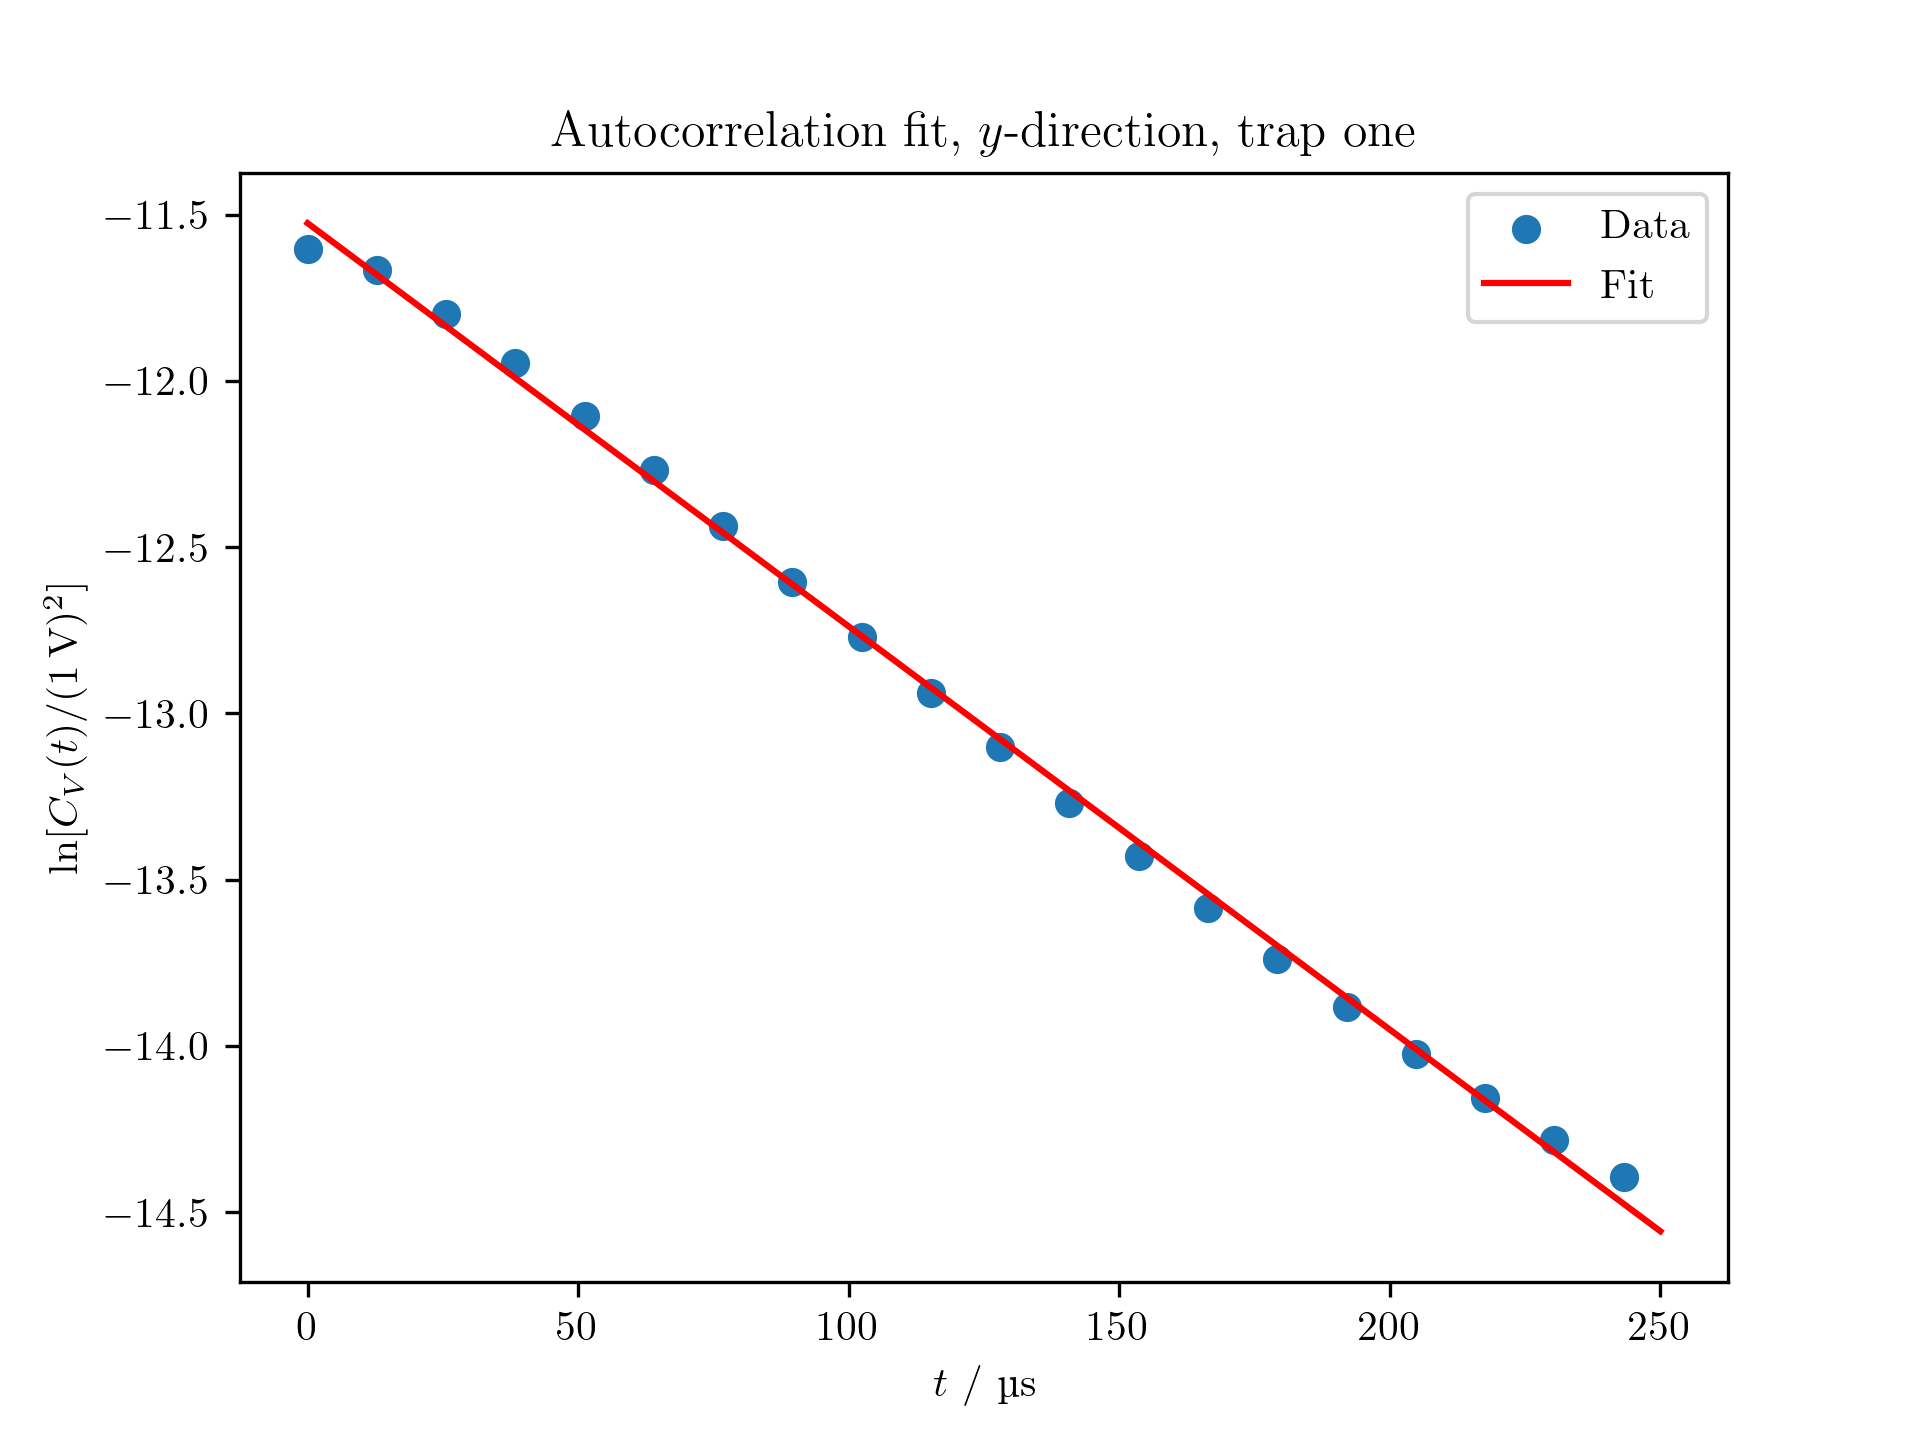 Autocorrelation fit, y-direction, trap one
Data
Fit
ln[C_V(t)/(1 V)²]
−11.5
−12.0
−12.5
−13.0
−13.5
−14.0
−14.5
0 50 100 150 200 250
t / µs